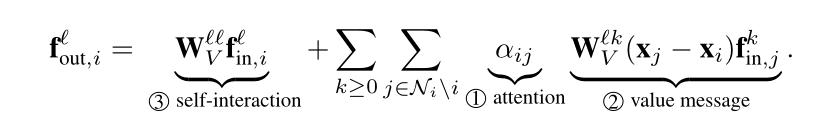 f^ℓ_{out,i} = W^{ℓℓ}_V f^ℓ_{in,i} + ∑_{k≥0} ∑_{j∈𝒩_i\i} α_{ij} W^{ℓk}_V (x_j − x_i) f^k_{in,j} .
③ self-interaction ① attention ② value message